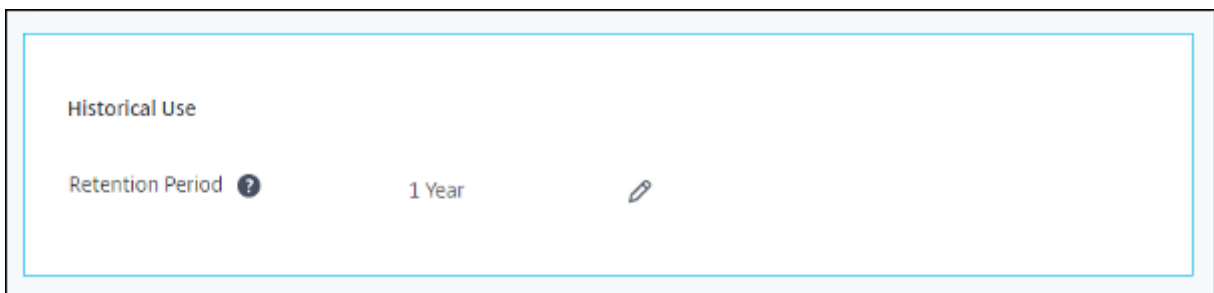 Historical Use
Retention Period ? 1 Year